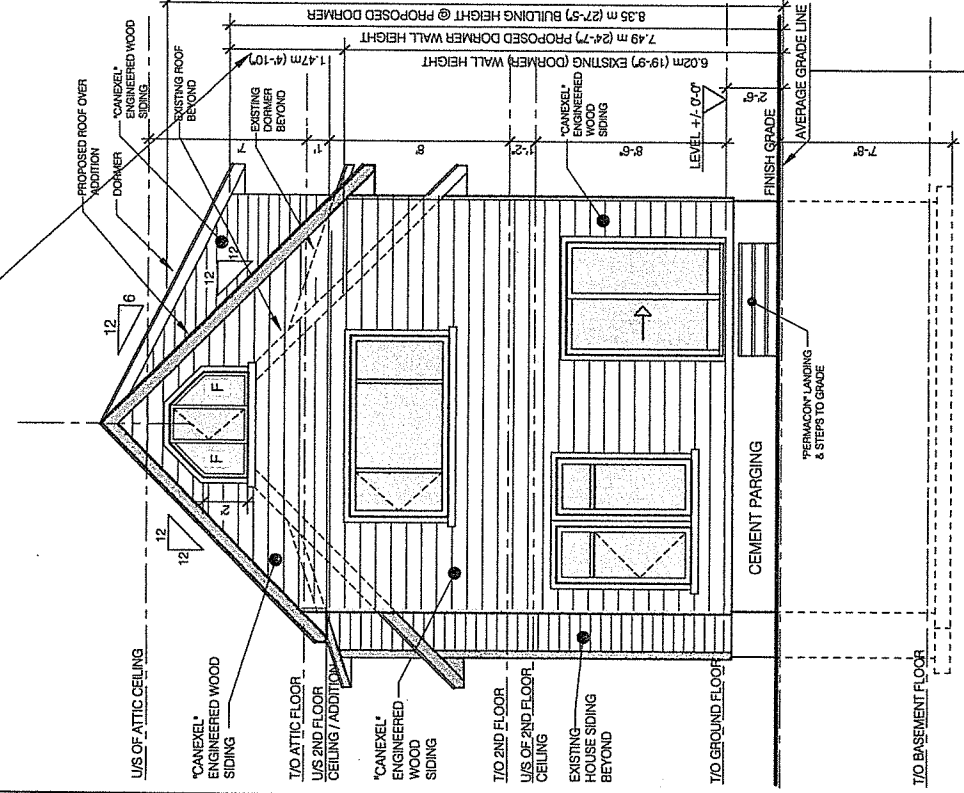 8.35 m (27'-5") BUILDING HEIGHT @ PROPOSED DORMER
7.49 m (24'-7") PROPOSED DORMER WALL HEIGHT
6.02m (19'-9") EXISTING (DORMER) WALL HEIGHT
1.47m (4'-10")
PROPOSED ROOF OVER
ADDITION
DORMER
"CANEXEL"
ENGINEERED WOOD
SIDING
EXISTING ROOF
BEYOND
EXISTING
DORMER
BEYOND
"CANEXEL"
ENGINEERED
WOOD
SIDING
LEVEL +/- 0'-0"
2'-6"
FINISH GRADE
AVERAGE GRADE LINE
7'
1'
8'
1'-2"
8'-6"
7'-8"
12
6
12
12
12
12
F
F
2'
CEMENT PARGING
"PERMACON" LANDING
& STEPS TO GRADE
U/S OF ATTIC CEILING
"CANEXEL"
ENGINEERED WOOD
SIDING
T/O ATTIC FLOOR
U/S 2ND FLOOR
CEILING / ADDITION
"CANEXEL"
ENGINEERED
WOOD
SIDING
T/O 2ND FLOOR
U/S OF 2ND FLOOR
CEILING
EXISTING
HOUSE SIDING
BEYOND
T/O GROUND FLOOR
T/O BASEMENT FLOOR